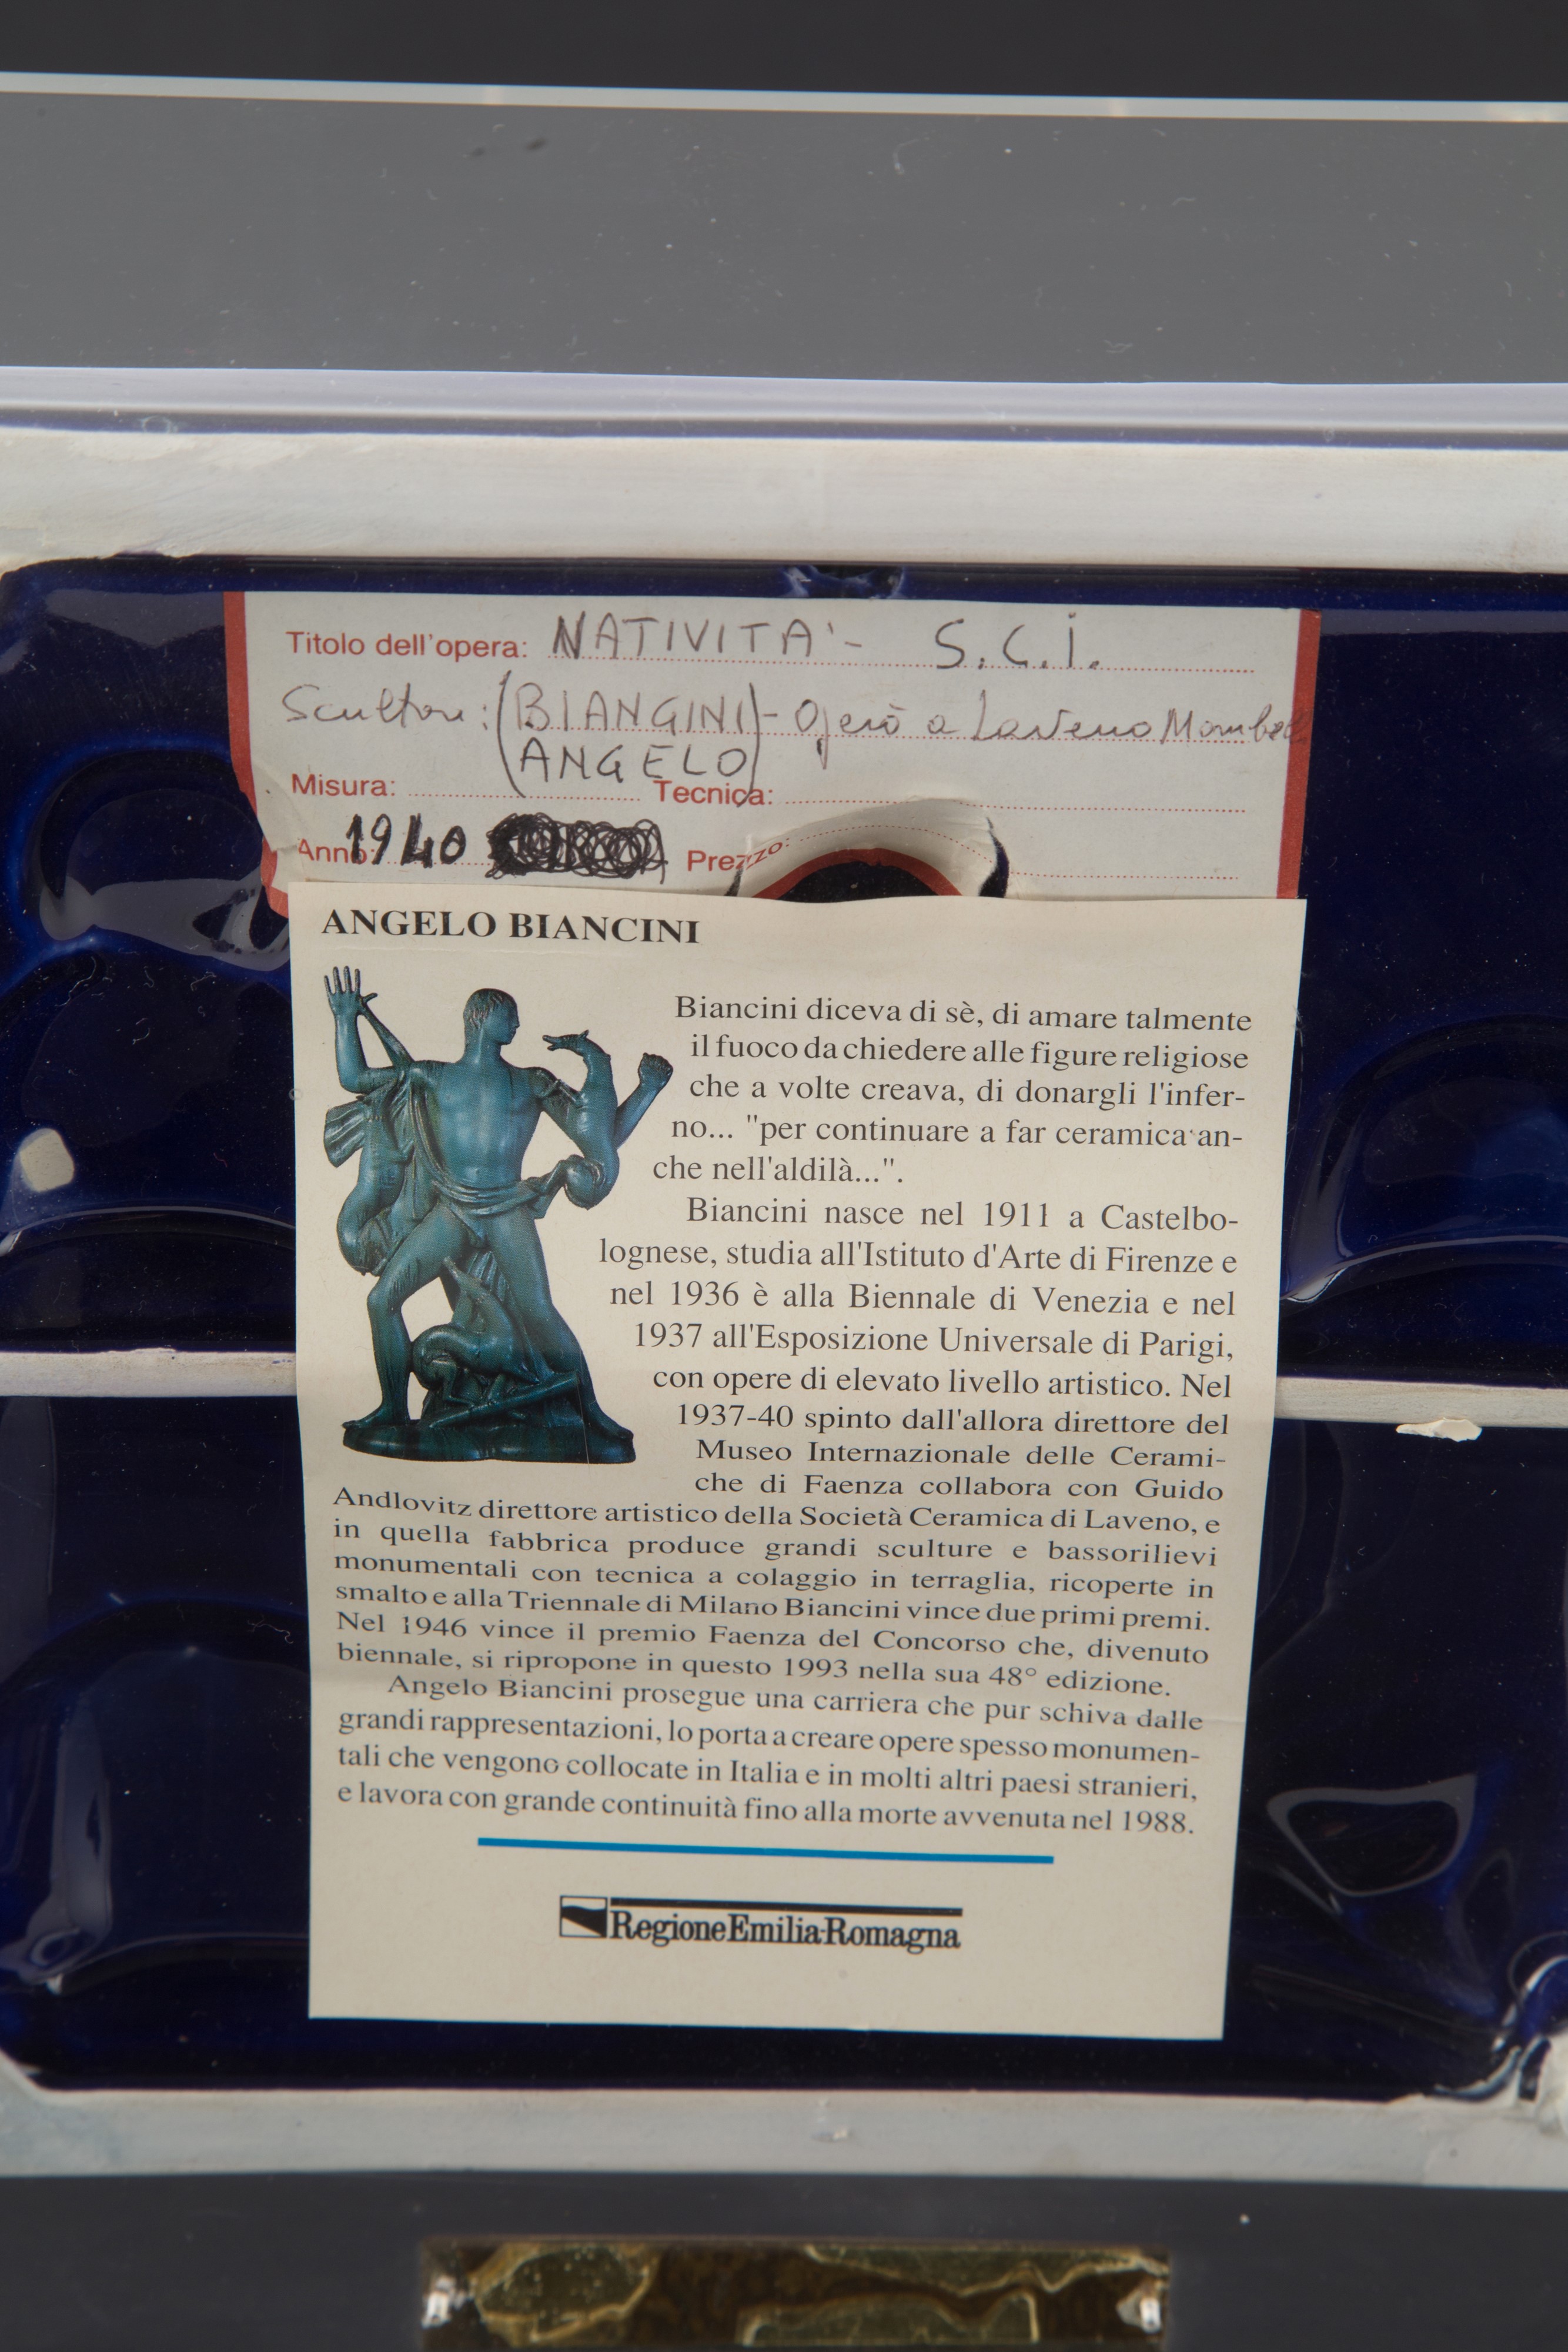 Titolo dell'opera: NATIVITA' - S.C.I.
Scultore: (BIANGINI) - Operò a Laveno Mombell
(ANGELO)
Misura: Tecnica:
Anno: 1940 Prezzo:
ANGELO BIANCINI
Biancini diceva di sè, di amare talmente
il fuoco da chiedere alle figure religiose
che a volte creava, di donargli l'infer-
no... "per continuare a far ceramica an-
che nell'aldilà...".
Biancini nasce nel 1911 a Castelbo-
lognese, studia all'Istituto d'Arte di Firenze e
nel 1936 è alla Biennale di Venezia e nel
1937 all'Esposizione Universale di Parigi,
con opere di elevato livello artistico. Nel
1937-40 spinto dall'allora direttore del
Museo Internazionale delle Cerami-
che di Faenza collabora con Guido
Andlovitz direttore artistico della Società Ceramica di Laveno, e
in quella fabbrica produce grandi sculture e bassorilievi
monumentali con tecnica a colaggio in terraglia, ricoperte in
smalto e alla Triennale di Milano Biancini vince due primi premi.
Nel 1946 vince il premio Faenza del Concorso che, divenuto
biennale, si ripropone in questo 1993 nella sua 48° edizione.
Angelo Biancini prosegue una carriera che pur schiva dalle
grandi rappresentazioni, lo porta a creare opere spesso monumen-
tali che vengono collocate in Italia e in molti altri paesi stranieri,
e lavora con grande continuità fino alla morte avvenuta nel 1988.
RegioneEmilia-Romagna